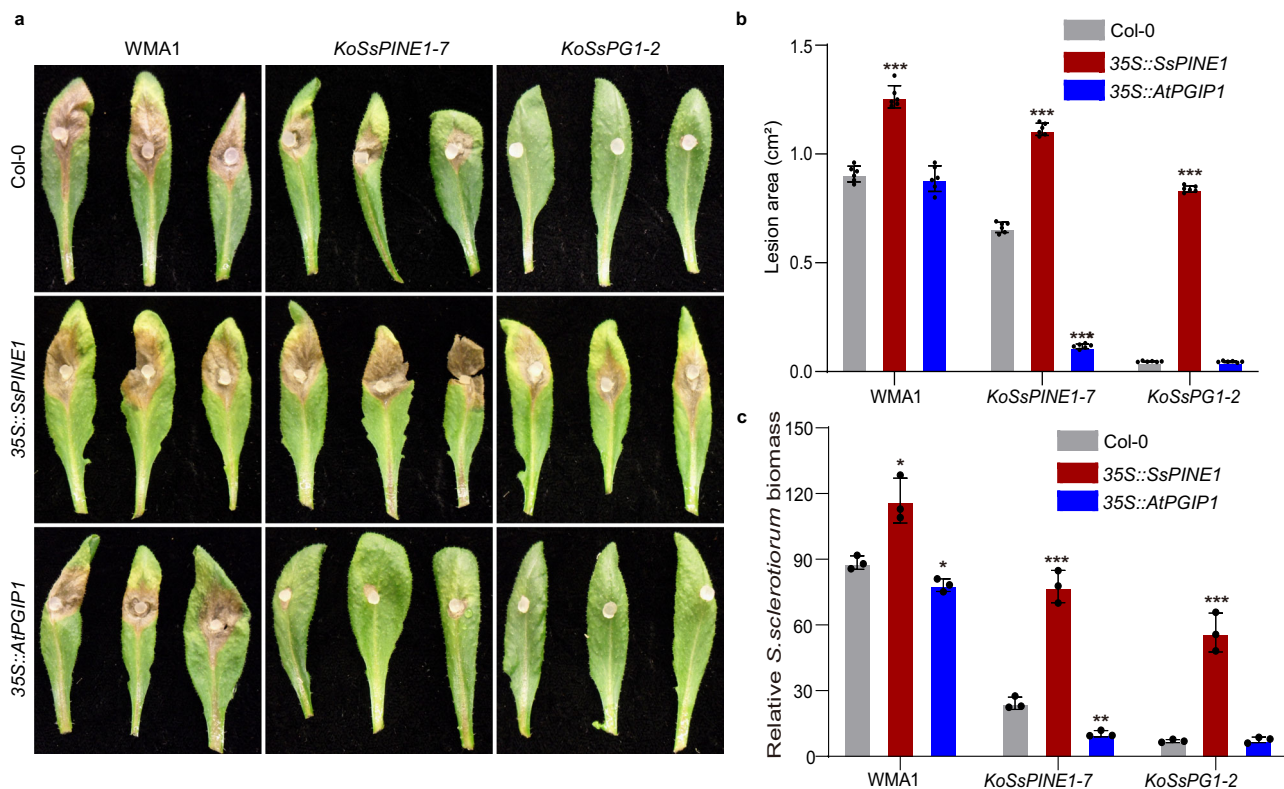 a
WMA1
KoSsPINE1-7
KoSsPG1-2
Col-0
35S::SsPINE1
35S::AtPGIP1
b
Col-0
35S::SsPINE1
35S::AtPGIP1
Lesion area (cm²)
1.5
1.0
0.5
0.0
***
***
***
***
WMA1
KoSsPINE1-7
KoSsPG1-2
c
Col-0
35S::SsPINE1
35S::AtPGIP1
Relative S.sclerotiorum biomass
150
120
90
60
30
0
*
*
***
**
***
WMA1
KoSsPINE1-7
KoSsPG1-2